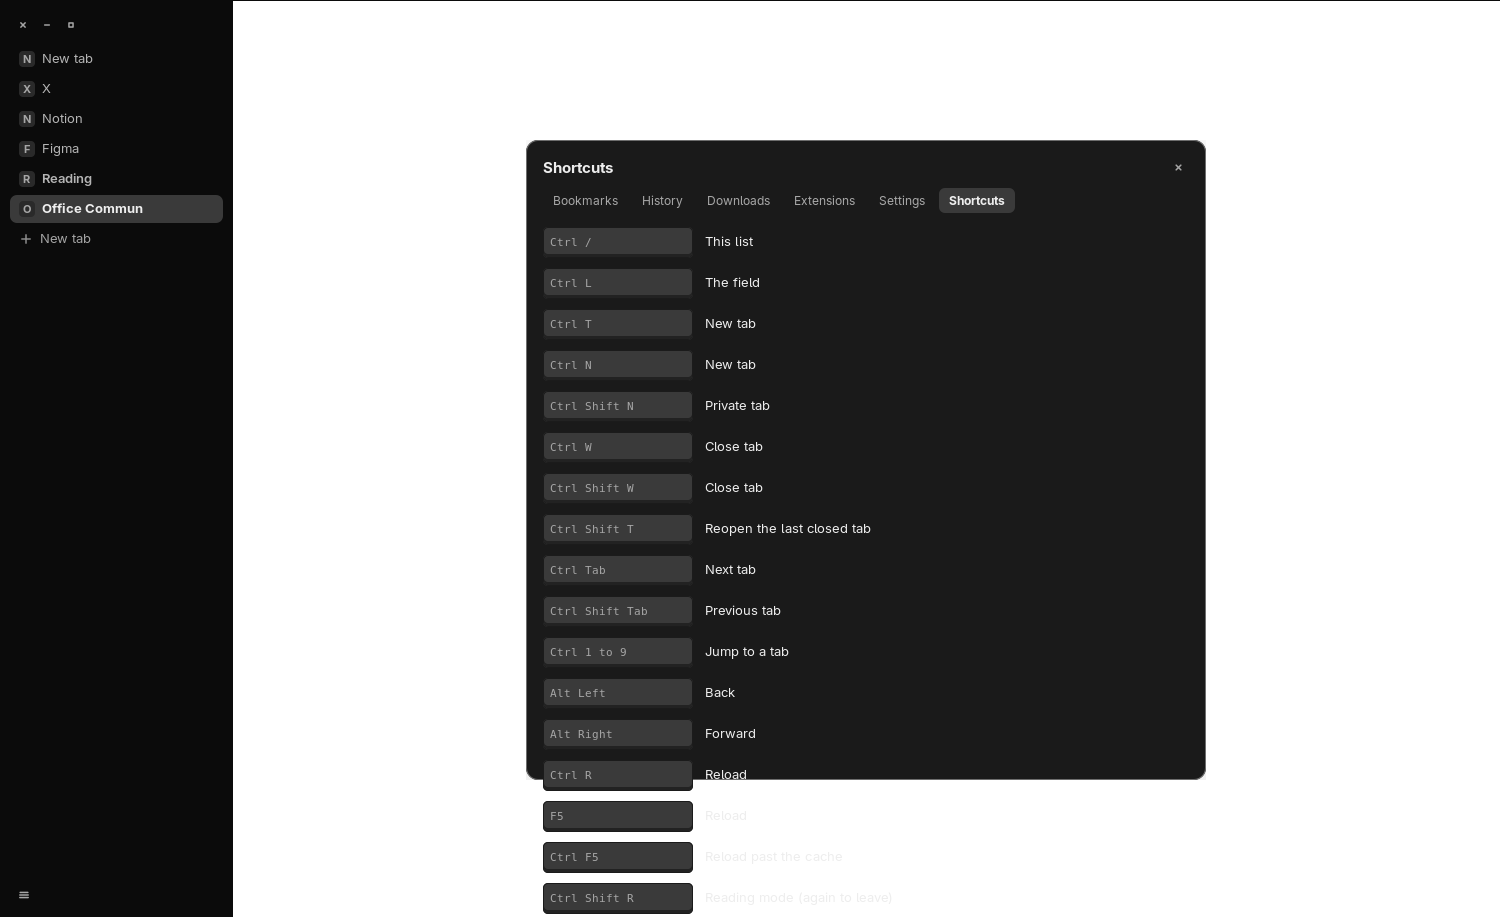 N New tab
X X
N Notion
F Figma
R Reading
O Office Commun
+ New tab
Shortcuts
Bookmarks History Downloads Extensions Settings Shortcuts
Ctrl / This list
Ctrl L The field
Ctrl T New tab
Ctrl N New tab
Ctrl Shift N Private tab
Ctrl W Close tab
Ctrl Shift W Close tab
Ctrl Shift T Reopen the last closed tab
Ctrl Tab Next tab
Ctrl Shift Tab Previous tab
Ctrl 1 to 9 Jump to a tab
Alt Left Back
Alt Right Forward
Ctrl R Reload
F5 Reload
Ctrl F5 Reload past the cache
Ctrl Shift R Reading mode (again to leave)